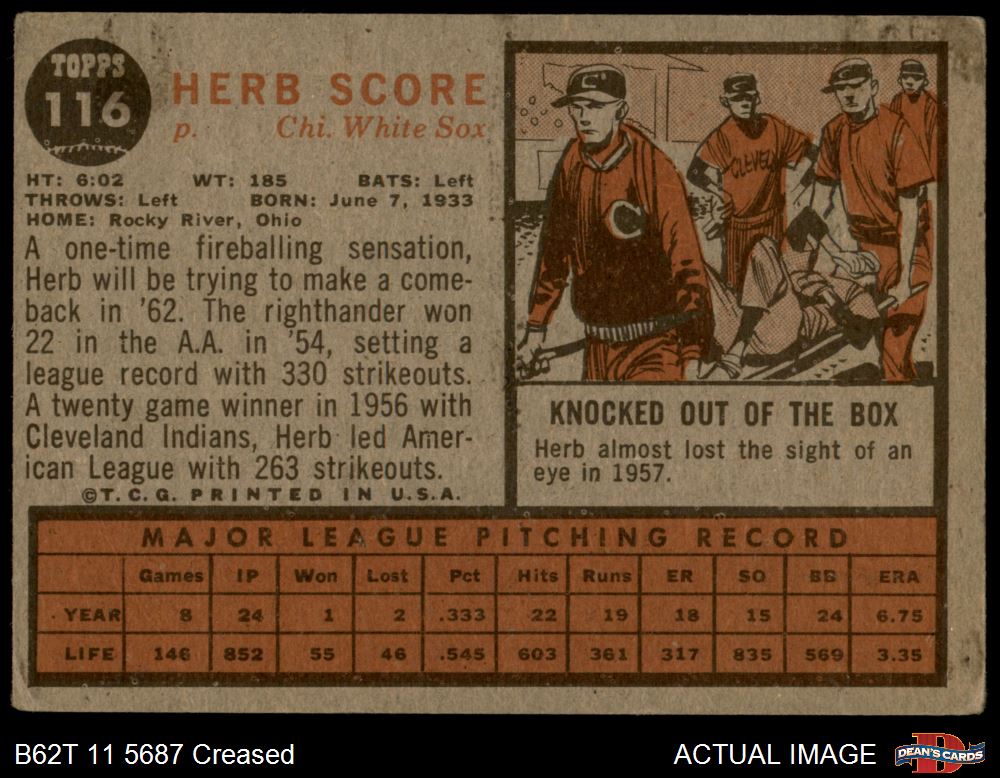 TOPPS
116
HERB SCORE
p. Chi. White Sox
HT: 6:02 WT: 185 BATS: Left
THROWS: Left BORN: June 7, 1933
HOME: Rocky River, Ohio
A one-time fireballing sensation,
Herb will be trying to make a come-
back in '62. The righthander won
22 in the A.A. in '54, setting a
league record with 330 strikeouts.
A twenty game winner in 1956 with
Cleveland Indians, Herb led Amer-
ican League with 263 strikeouts.
©T.C.G. PRINTED IN U.S.A.
C
C
CLEVEL
KNOCKED OUT OF THE BOX
Herb almost lost the sight of an
eye in 1957.
MAJOR LEAGUE PITCHING RECORD
Games IP Won Lost Pct Hits Runs ER SO BB ERA
YEAR 8 24 1 2 .333 22 19 18 15 24 6.75
LIFE 146 852 55 46 .545 603 361 317 835 569 3.35
B62T 11 5687 Creased
ACTUAL IMAGE
DEAN'S CARDS